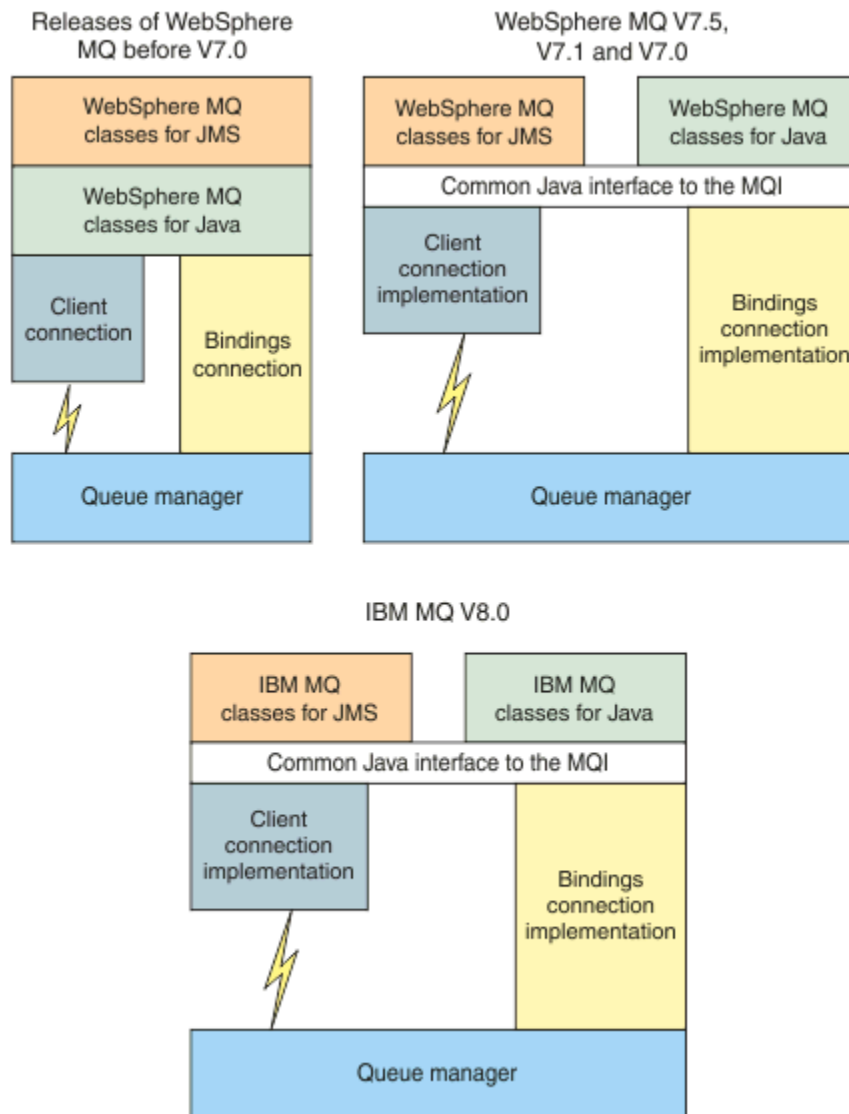 Releases of WebSphere
MQ before V7.0
WebSphere MQ
classes for JMS
WebSphere MQ
classes for Java
Client
connection
Bindings
connection
Queue manager
WebSphere MQ V7.5,
V7.1 and V7.0
WebSphere MQ
classes for JMS
WebSphere MQ
classes for Java
Common Java interface to the MQI
Client
connection
implementation
Bindings
connection
implementation
Queue manager
IBM MQ V8.0
IBM MQ
classes for JMS
IBM MQ
classes for Java
Common Java interface to the MQI
Client
connection
implementation
Bindings
connection
implementation
Queue manager